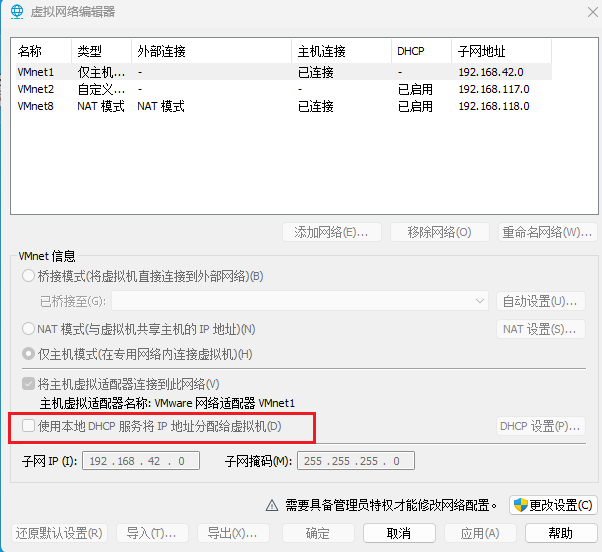 虚拟网络编辑器
名称 类型 外部连接 主机连接 DHCP 子网地址
VMnet1 仅主机... - 已连接 - 192.168.42.0
VMnet2 自定义... - - 已启用 192.168.117.0
VMnet8 NAT 模式 NAT 模式 已连接 已启用 192.168.118.0
添加网络(E)... 移除网络(O) 重命名网络(W)...
VMnet 信息
桥接模式(将虚拟机直接连接到外部网络)(B)
已桥接至(G): 自动设置(U)...
NAT 模式(与虚拟机共享主机的 IP 地址)(N) NAT 设置(S)...
仅主机模式(在专用网络内连接虚拟机)(H)
将主机虚拟适配器连接到此网络(V)
主机虚拟适配器名称: VMware 网络适配器 VMnet1
使用本地 DHCP 服务将 IP 地址分配给虚拟机(D) DHCP 设置(P)...
子网 IP (I): 192 . 168 . 42 . 0 子网掩码(M): 255 . 255 . 255 . 0
需要具备管理员特权才能修改网络配置。 更改设置(C)
还原默认设置(R) 导入(T)... 导出(X)... 确定 取消 应用(A) 帮助